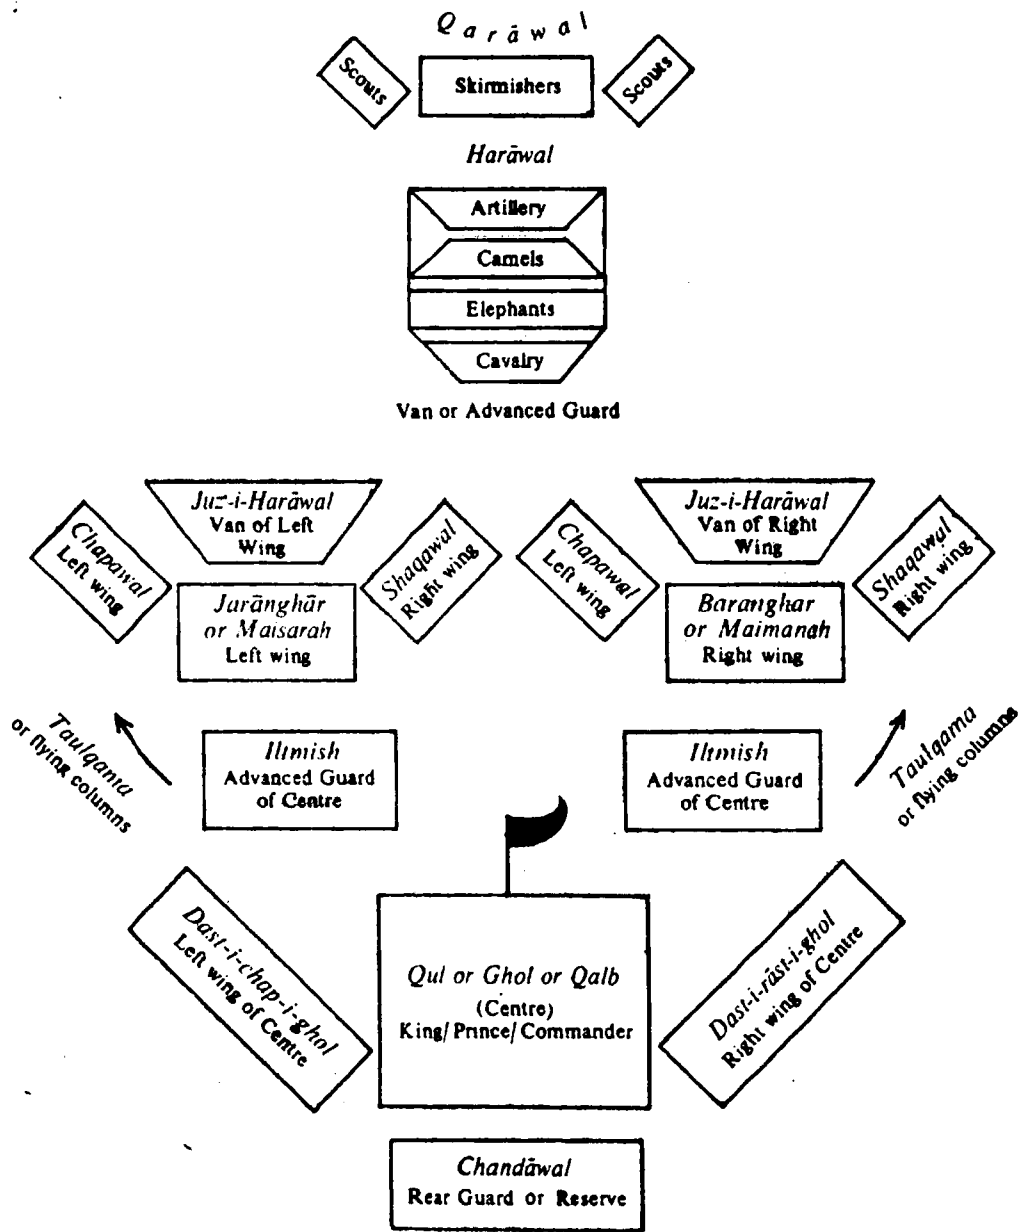 Qarāwal
Scouts
Skirmishers
Scouts
Harāwal
Artillery
Camels
Elephants
Cavalry
Van or Advanced Guard
Chapawal
Left wing
Juz-i-Harāwal
Van of Left
Wing
Shaqawal
Right wing
Jarānghār
or Maisarah
Left wing
Chapawal
Left wing
Juz-i-Harāwal
Van of Right
Wing
Shaqawal
Right wing
Baranghar
or Maimanah
Right wing
Taulqama
or flying columns
Iltmish
Advanced Guard
of Centre
Iltmish
Advanced Guard
of Centre
Taulqama
or flying columns
Dast-i-chap-i-ghol
Left wing of Centre
Qul or Ghol or Qalb
(Centre)
King/Prince/Commander
Dast-i-rāst-i-ghol
Right wing of Centre
Chandāwal
Rear Guard or Reserve